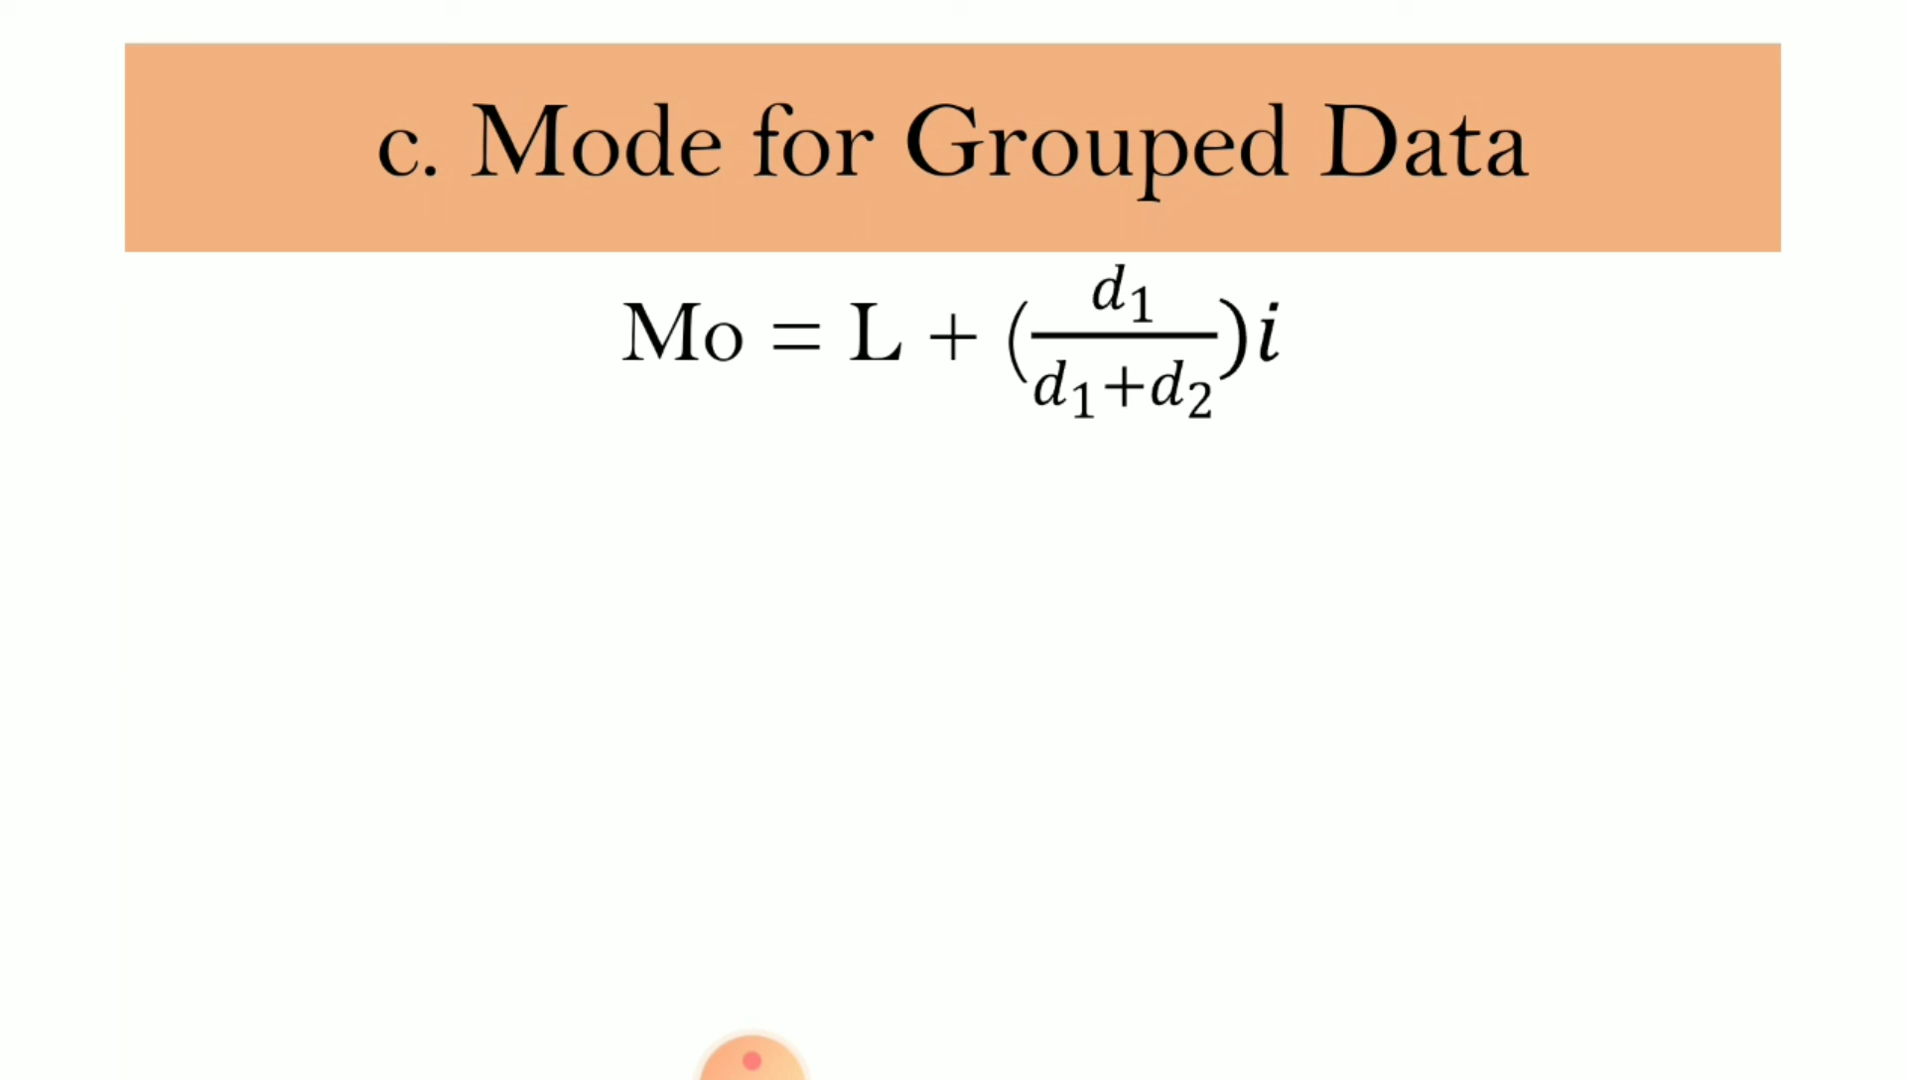 c. Mode for Grouped Data
Mo = L + (d₁/d₁+d₂)i